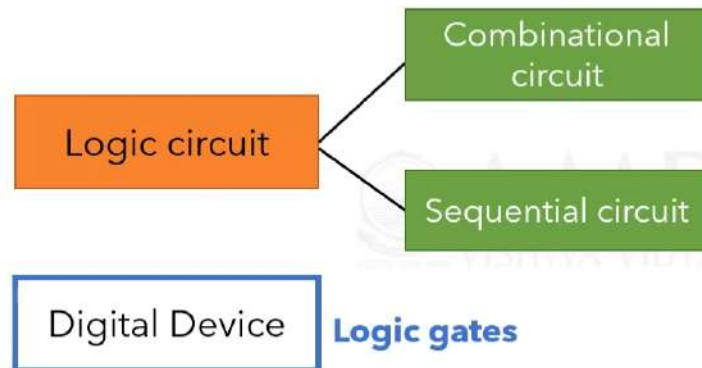 Combinational
circuit
Logic circuit
Sequential circuit
Digital Device
Logic gates